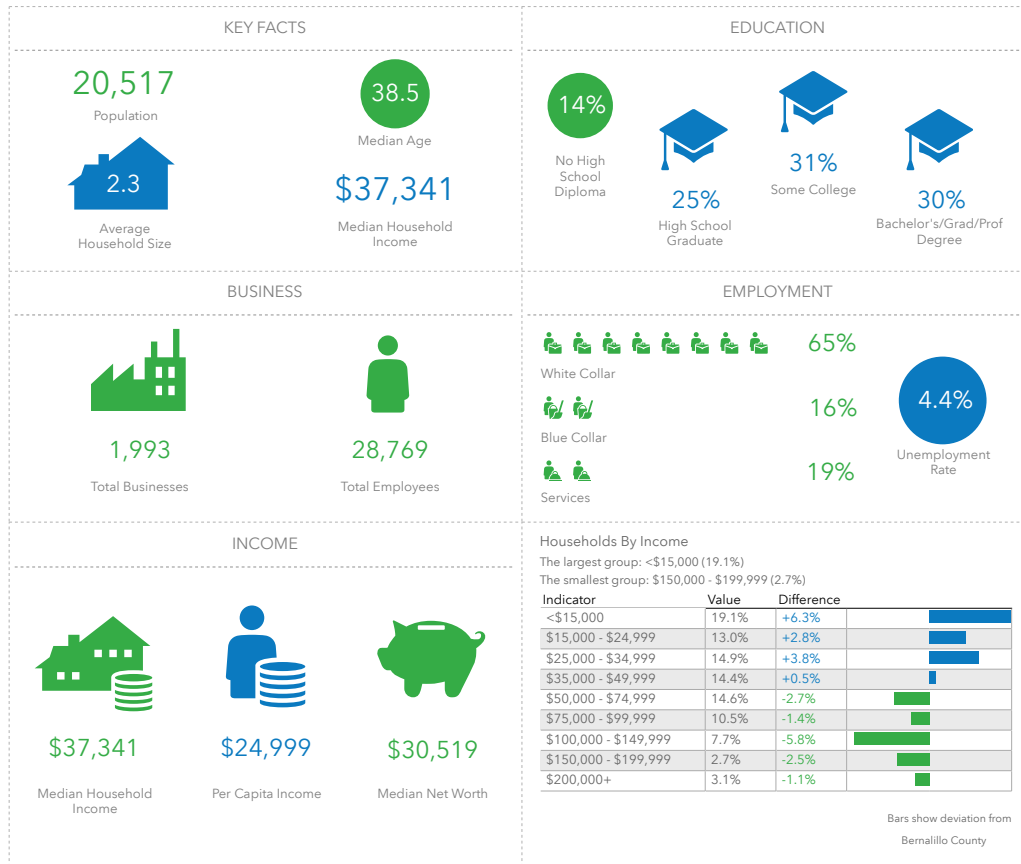 KEY FACTS
20,517
Population
38.5
Median Age
2.3
Average
Household Size
$37,341
Median Household
Income
EDUCATION
14%
No High
School
Diploma
25%
High School
Graduate
31%
Some College
30%
Bachelor's/Grad/Prof
Degree
BUSINESS
1,993
Total Businesses
28,769
Total Employees
EMPLOYMENT
65%
White Collar
16%
Blue Collar
19%
Services
4.4%
Unemployment
Rate
INCOME
$37,341
Median Household
Income
$24,999
Per Capita Income
$30,519
Median Net Worth
Households By Income
The largest group: <$15,000 (19.1%)
The smallest group: $150,000 - $199,999 (2.7%)
Indicator Value Difference
<$15,000 19.1% +6.3%
$15,000 - $24,999 13.0% +2.8%
$25,000 - $34,999 14.9% +3.8%
$35,000 - $49,999 14.4% +0.5%
$50,000 - $74,999 14.6% -2.7%
$75,000 - $99,999 10.5% -1.4%
$100,000 - $149,999 7.7% -5.8%
$150,000 - $199,999 2.7% -2.5%
$200,000+ 3.1% -1.1%
Bars show deviation from
Bernalillo County